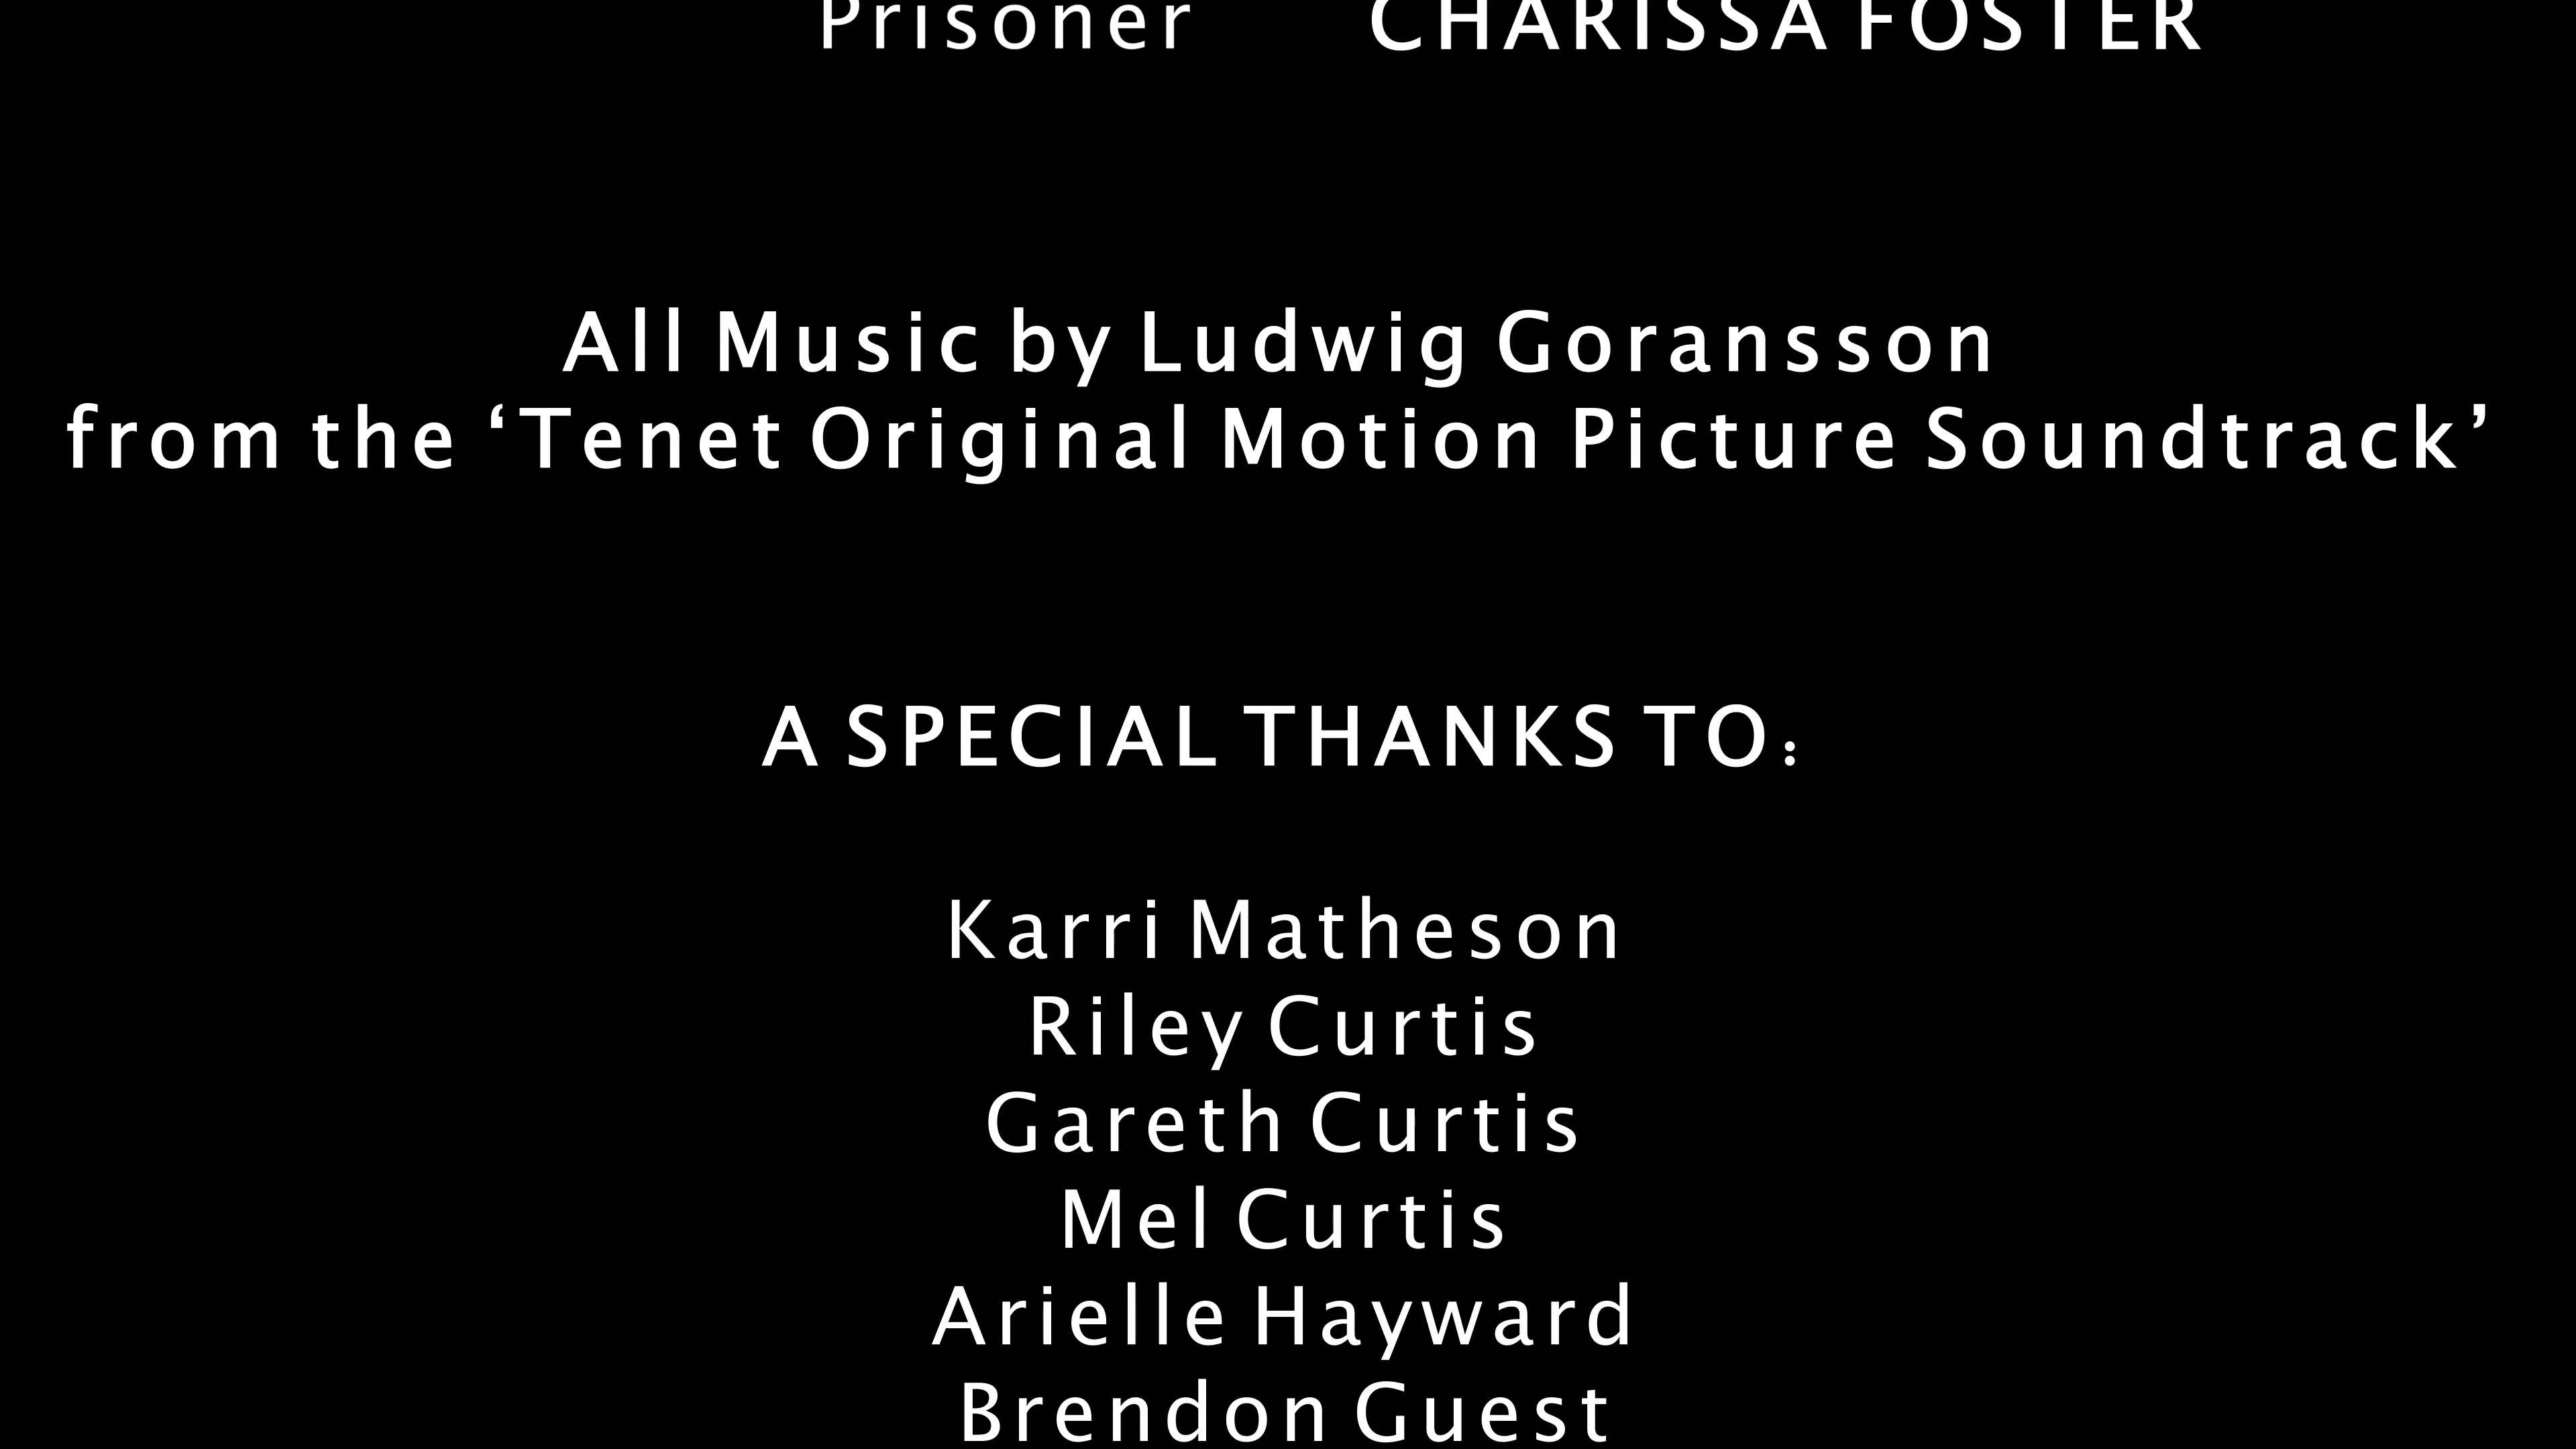 Prisoner CHARISSA FOSTER
All Music by Ludwig Goransson
from the ‘Tenet Original Motion Picture Soundtrack’
A SPECIAL THANKS TO:
Karri Matheson
Riley Curtis
Gareth Curtis
Mel Curtis
Arielle Hayward
Brendon Guest